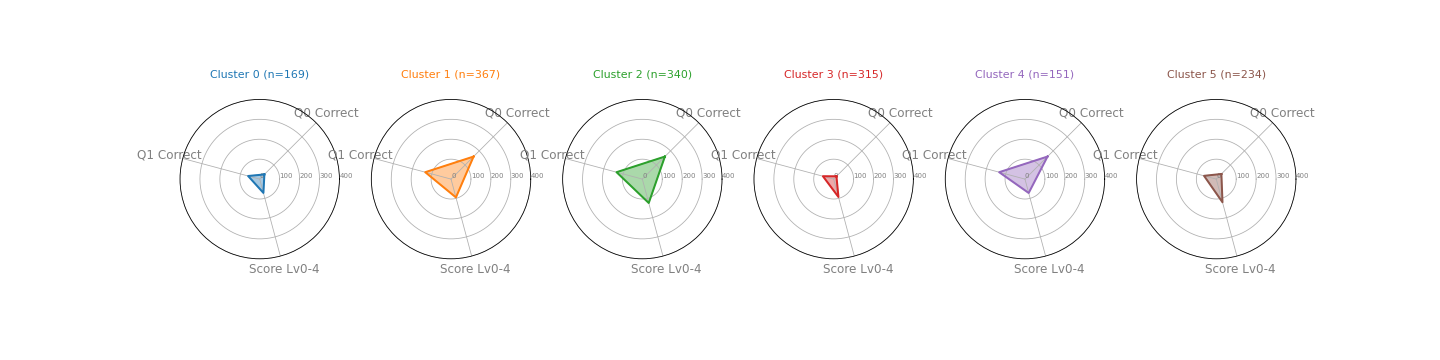 Cluster 0 (n=169)
Q0 Correct
Q1 Correct
100 200 300 400
Score Lv0-4
Cluster 1 (n=367)
Q0 Correct
Q1 Correct
0 100 200 300 400
Score Lv0-4
Cluster 2 (n=340)
Q0 Correct
Q1 Correct
0 100 200 300 400
Score Lv0-4
Cluster 3 (n=315)
Q0 Correct
Q1 Correct
0 100 200 300 400
Score Lv0-4
Cluster 4 (n=151)
Q0 Correct
Q1 Correct
0 100 200 300 400
Score Lv0-4
Cluster 5 (n=234)
Q0 Correct
Q1 Correct
100 200 300 400
Score Lv0-4